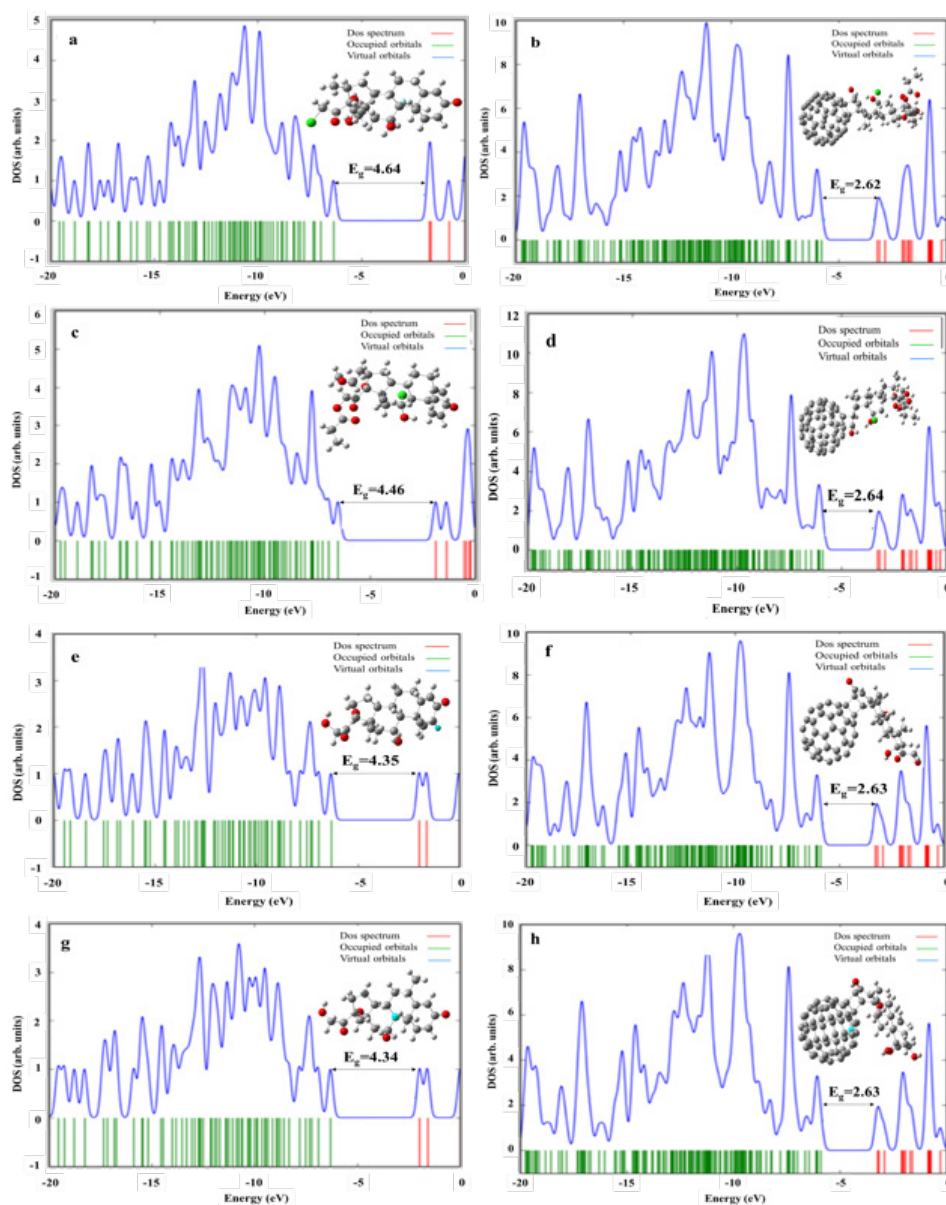 a
Dos spectrum
Occupied orbitals
Virtual orbitals
E_g=4.64
DOS (arb. units)
5
4
3
2
1
0
-1
-20
-15
-10
-5
0
Energy (eV)
b
Dos spectrum
Occupied orbitals
Virtual orbitals
E_g=2.62
DOS (arb. units)
10
8
6
4
2
0
-20
-15
-10
-5
0
Energy (eV)
c
Dos spectrum
Occupied orbitals
Virtual orbitals
E_g=4.46
DOS (arb. units)
6
5
4
3
2
1
0
-1
-20
-15
-10
-5
0
Energy (eV)
d
Dos spectrum
Occupied orbitals
Virtual orbitals
E_g=2.64
DOS (arb. units)
12
10
8
6
4
2
0
-20
-15
-10
-5
0
Energy (eV)
e
Dos spectrum
Occupied orbitals
Virtual orbitals
E_g=4.35
DOS (arb. units)
4
3
2
1
0
-1
-20
-15
-10
-5
0
Energy (eV)
f
Dos spectrum
Occupied orbitals
Virtual orbitals
E_g=2.63
DOS (arb. units)
10
8
6
4
2
0
-20
-15
-10
-5
0
Energy (eV)
g
Dos spectrum
Occupied orbitals
Virtual orbitals
E_g=4.34
DOS (arb. units)
4
3
2
1
0
-1
-20
-15
-10
-5
0
Energy (eV)
h
Dos spectrum
Occupied orbitals
Virtual orbitals
E_g=2.63
DOS (arb. units)
10
8
6
4
2
0
-20
-15
-10
-5
0
Energy (eV)